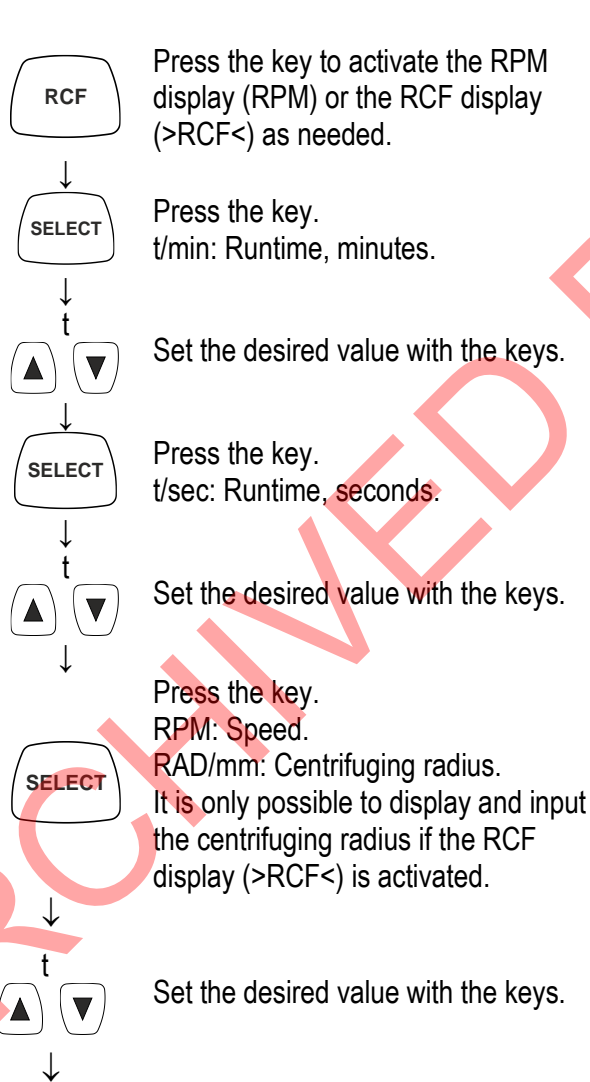 RCF
Press the key to activate the RPM
display (RPM) or the RCF display
(>RCF<) as needed.
↓
SELECT
Press the key.
t/min: Runtime, minutes.
↓
t
▲ ▼
Set the desired value with the keys.
↓
SELECT
Press the key.
t/sec: Runtime, seconds.
↓
t
▲ ▼
Set the desired value with the keys.
↓
SELECT
Press the key.
RPM: Speed.
RAD/mm: Centrifuging radius.
It is only possible to display and input
the centrifuging radius if the RCF
display (>RCF<) is activated.
↓
t
▲ ▼
Set the desired value with the keys.
↓
RCHIVED